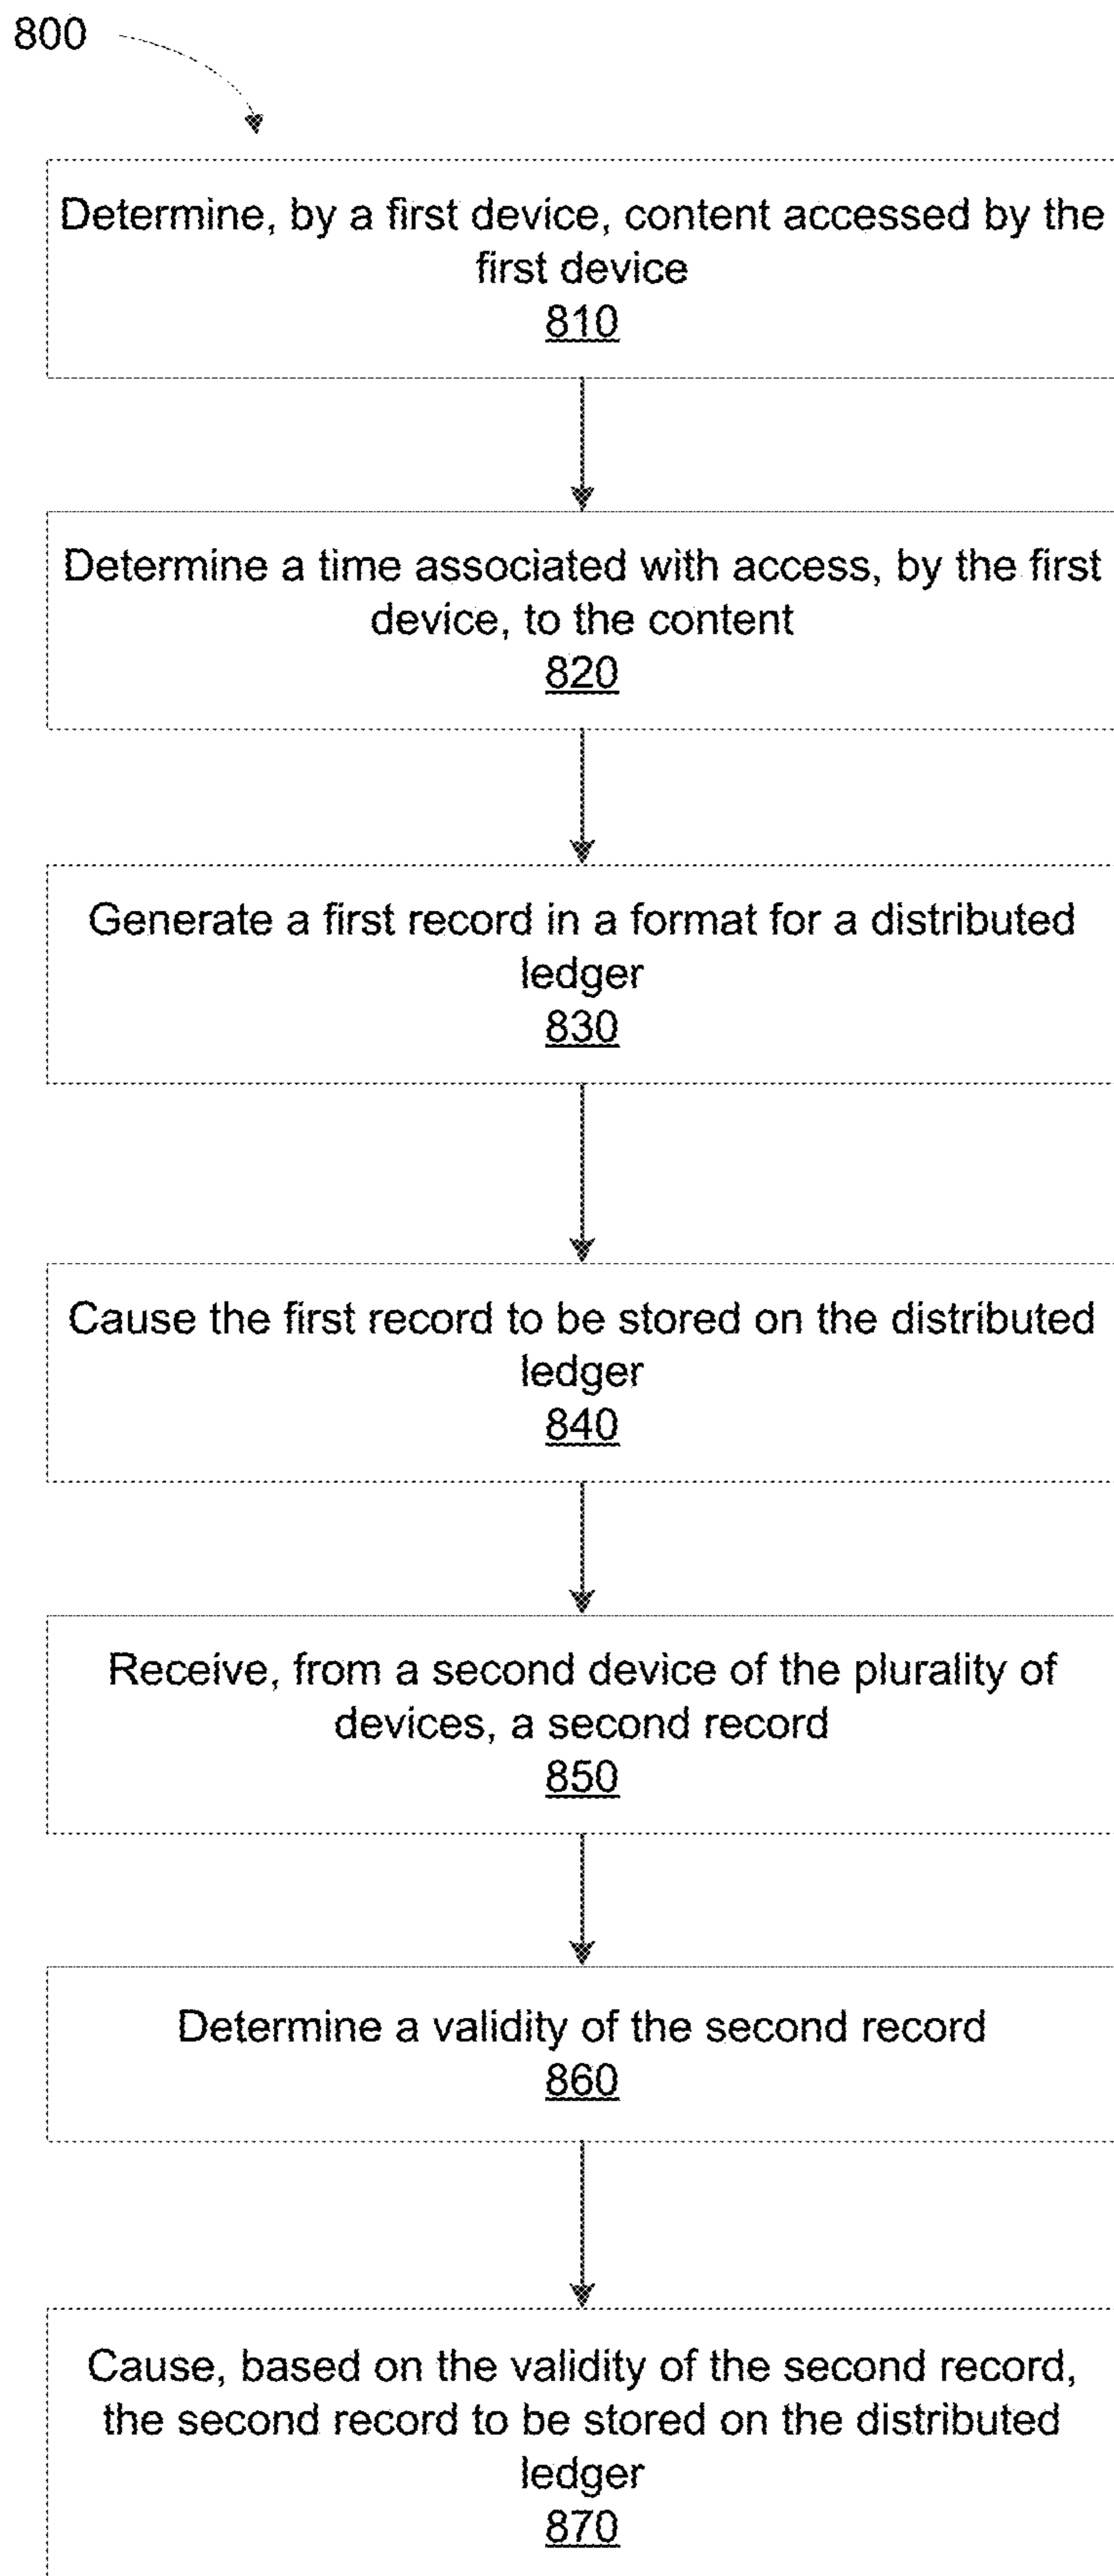 800
Determine, by a first device, content accessed by the
first device
810
Determine a time associated with access, by the first
device, to the content
820
Generate a first record in a format for a distributed
ledger
830
Cause the first record to be stored on the distributed
ledger
840
Receive, from a second device of the plurality of
devices, a second record
850
Determine a validity of the second record
860
Cause, based on the validity of the second record,
the second record to be stored on the distributed
ledger
870